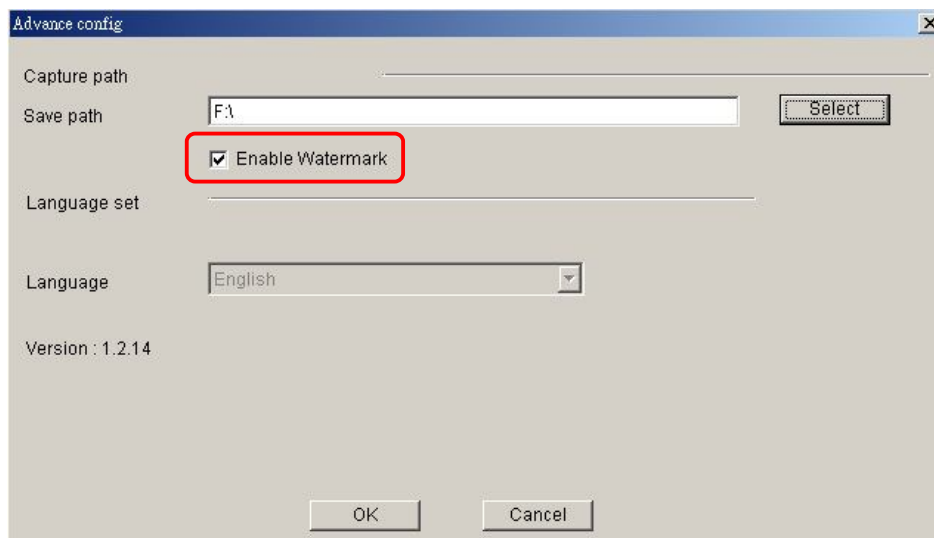 Advance config
Capture path
Save path
F:\
Select
Enable Watermark
Language set
Language
English
Version : 1.2.14
OK
Cancel